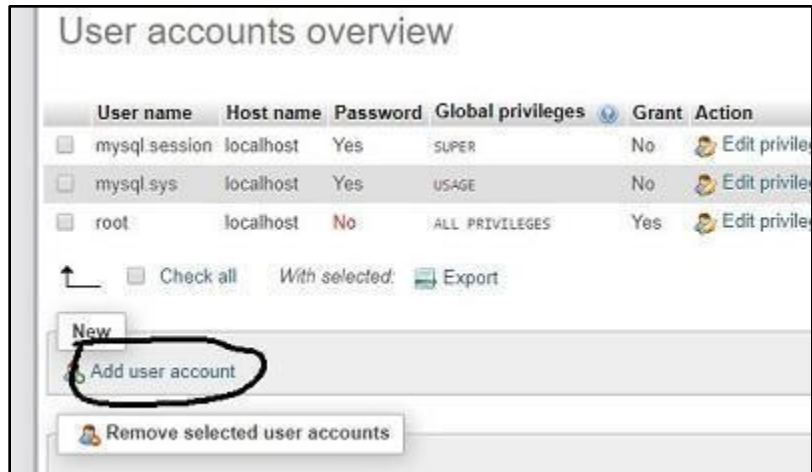 User accounts overview
User name Host name Password Global privileges Grant Action
mysql.session localhost Yes SUPER No Edit privile
mysql.sys localhost Yes USAGE No Edit privile
root localhost No ALL PRIVILEGES Yes Edit privile
Check all With selected: Export
New
Add user account
Remove selected user accounts